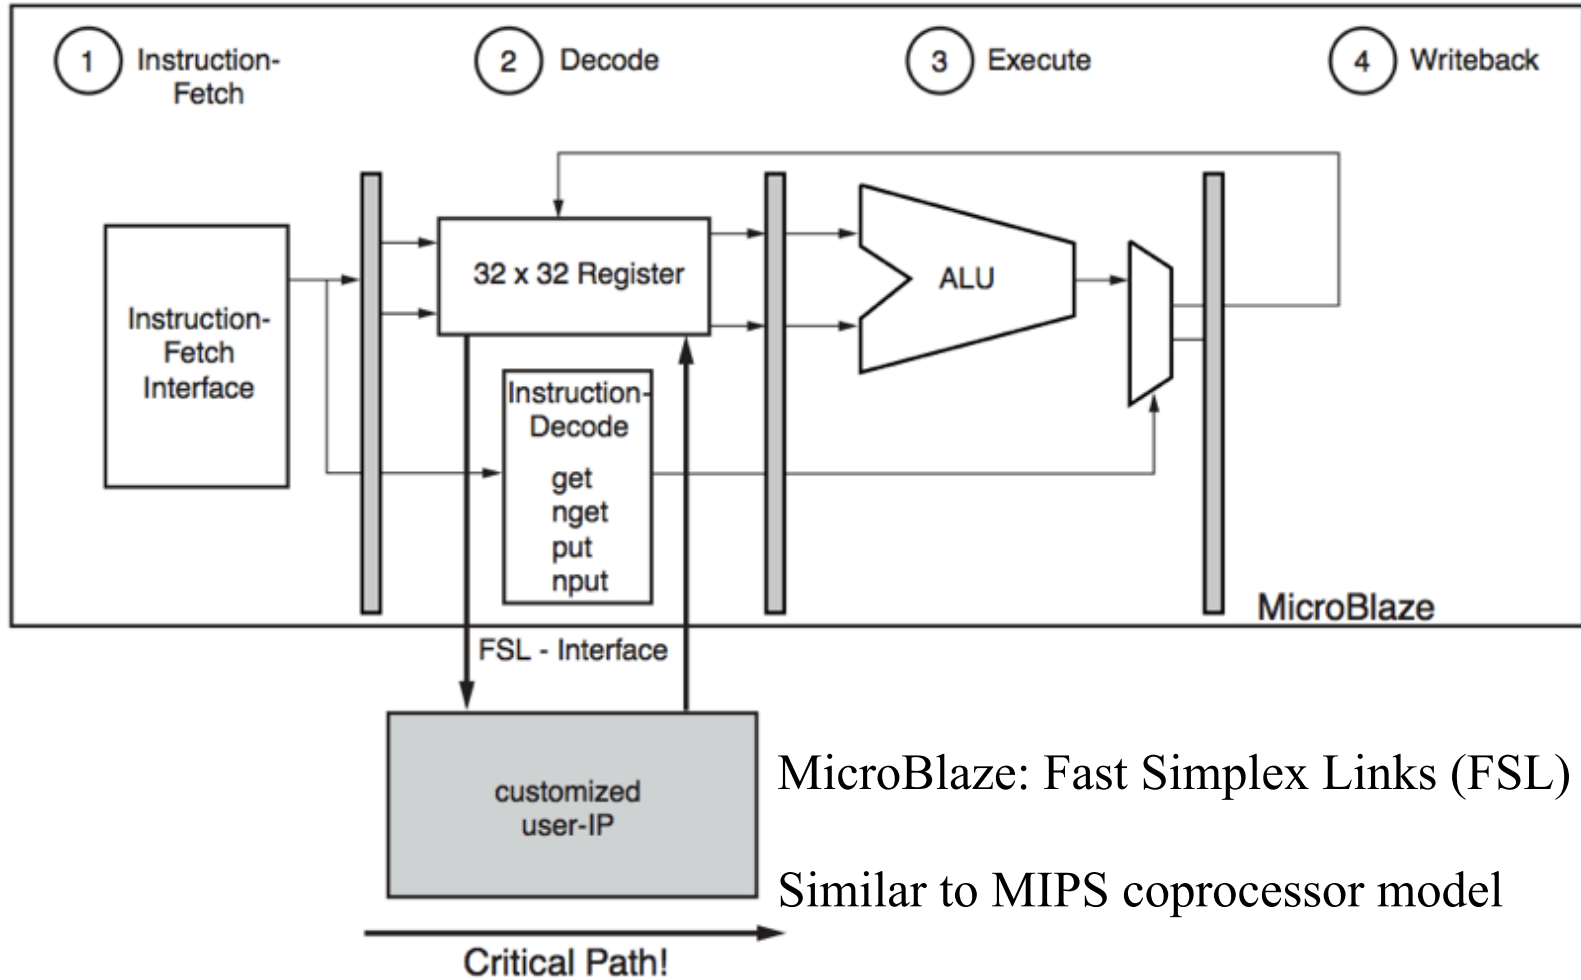 1
Instruction-
Fetch
2
Decode
3
Execute
4
Writeback
Instruction-
Fetch
Interface
32 x 32 Register
ALU
Instruction-
Decode
get
nget
put
nput
MicroBlaze
FSL - Interface
customized
user-IP
MicroBlaze: Fast Simplex Links (FSL)
Similar to MIPS coprocessor model
Critical Path!